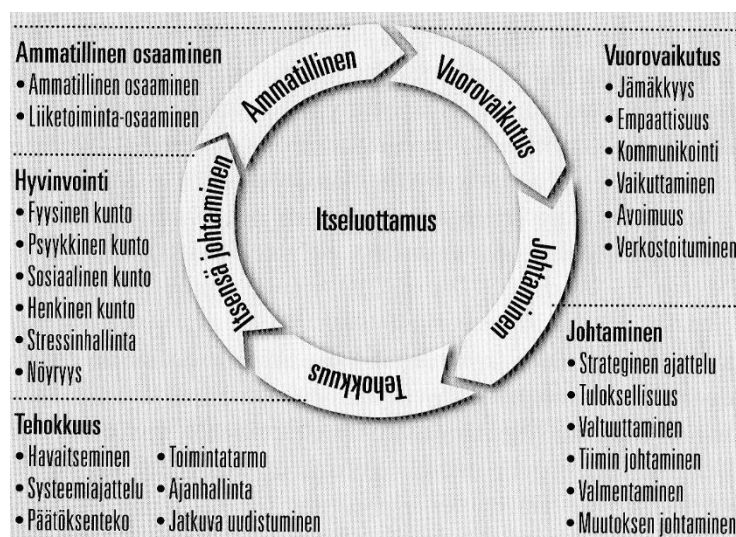 Ammatillinen osaaminen
• Ammatillinen osaaminen
• Liiketoiminta-osaaminen
Hyvinvointi
• Fyysinen kunto
• Psyykkinen kunto
• Sosiaalinen kunto
• Henkinen kunto
• Stressinhallinta
• Nöyryys
Tehokkuus
• Havaitseminen
• Systeemiajattelu
• Päätöksenteko
• Toimintatarmo
• Ajanhallinta
• Jatkuva uudistuminen
Ammatillinen
Vuorovaikutus
Johtaminen
Tehokkuus
Itsensä johtaminen
Itseluottamus
Vuorovaikutus
• Jämäkkyys
• Empaattisuus
• Kommunikointi
• Vaikuttaminen
• Avoimuus
• Verkostoituminen
Johtaminen
• Strateginen ajattelu
• Tuloksellisuus
• Valtuuttaminen
• Tiimin johtaminen
• Valmentaminen
• Muutoksen johtaminen